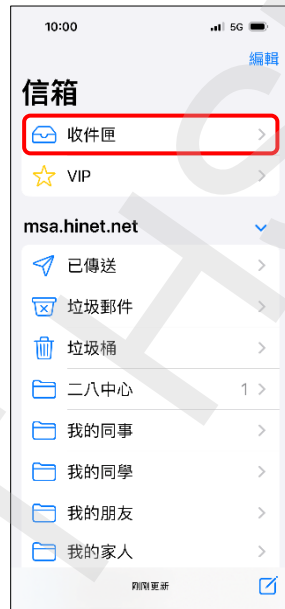 10:00 5G
編輯
信箱
收件匣
VIP
msa.hinet.net
已傳送
垃圾郵件
垃圾桶
二八中心 1
我的同事
我的同學
我的朋友
我的家人
剛剛更新